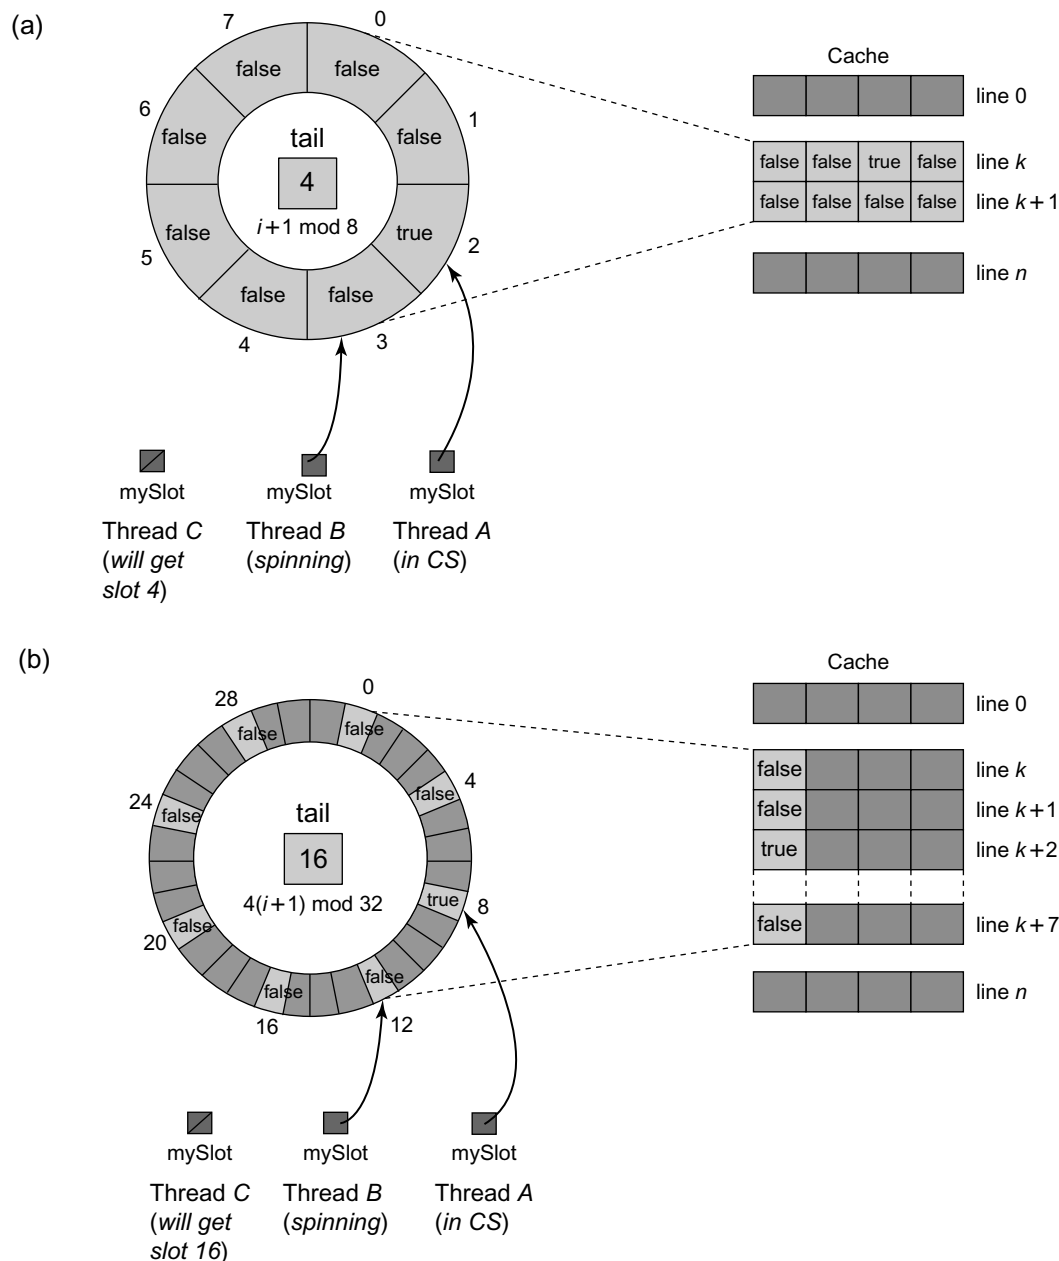 (a)
7
0
Cache
false
false
line 0
6
1
false
tail
false
false
false
true
false
line k
4
false
false
false
false
line k+1
i+1 mod 8
false
true
2
5
line n
false
false
4
3
mySlot
mySlot
mySlot
Thread C
(will get
slot 4)
Thread B
(spinning)
Thread A
(in CS)
(b)
Cache
28
0
line 0
false
false
false
line k
4
24
false
false
tail
false
line k+1
16
true
line k+2
4(i+1) mod 32
true
8
false
line k+7
20
false
false
false
line n
16
12
mySlot
mySlot
mySlot
Thread C
(will get
slot 16)
Thread B
(spinning)
Thread A
(in CS)